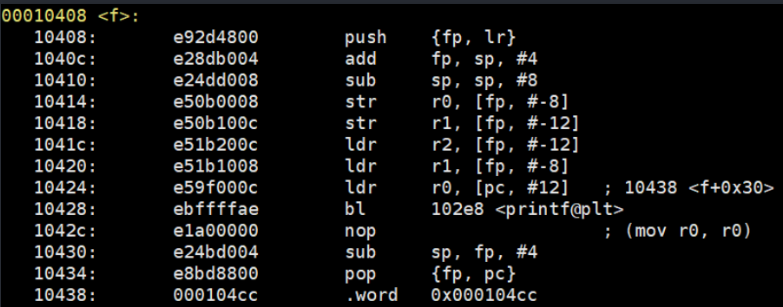 00010408 <f>:
10408: e92d4800 push {fp, lr}
1040c: e28db004 add fp, sp, #4
10410: e24dd008 sub sp, sp, #8
10414: e50b0008 str r0, [fp, #-8]
10418: e50b100c str r1, [fp, #-12]
1041c: e51b200c ldr r2, [fp, #-12]
10420: e51b1008 ldr r1, [fp, #-8]
10424: e59f000c ldr r0, [pc, #12] ; 10438 <f+0x30>
10428: ebffffae bl 102e8 <printf@plt>
1042c: e1a00000 nop ; (mov r0, r0)
10430: e24bd004 sub sp, fp, #4
10434: e8bd8800 pop {fp, pc}
10438: 000104cc .word 0x000104cc